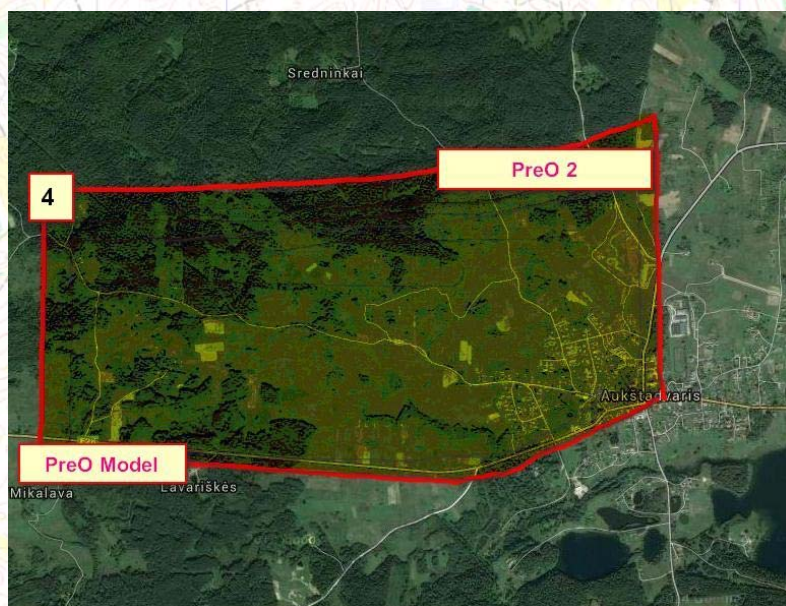 Sredninkai
PreO 2
4
Aukštadvaris
PreO Model
Mikalava
Lavariškės